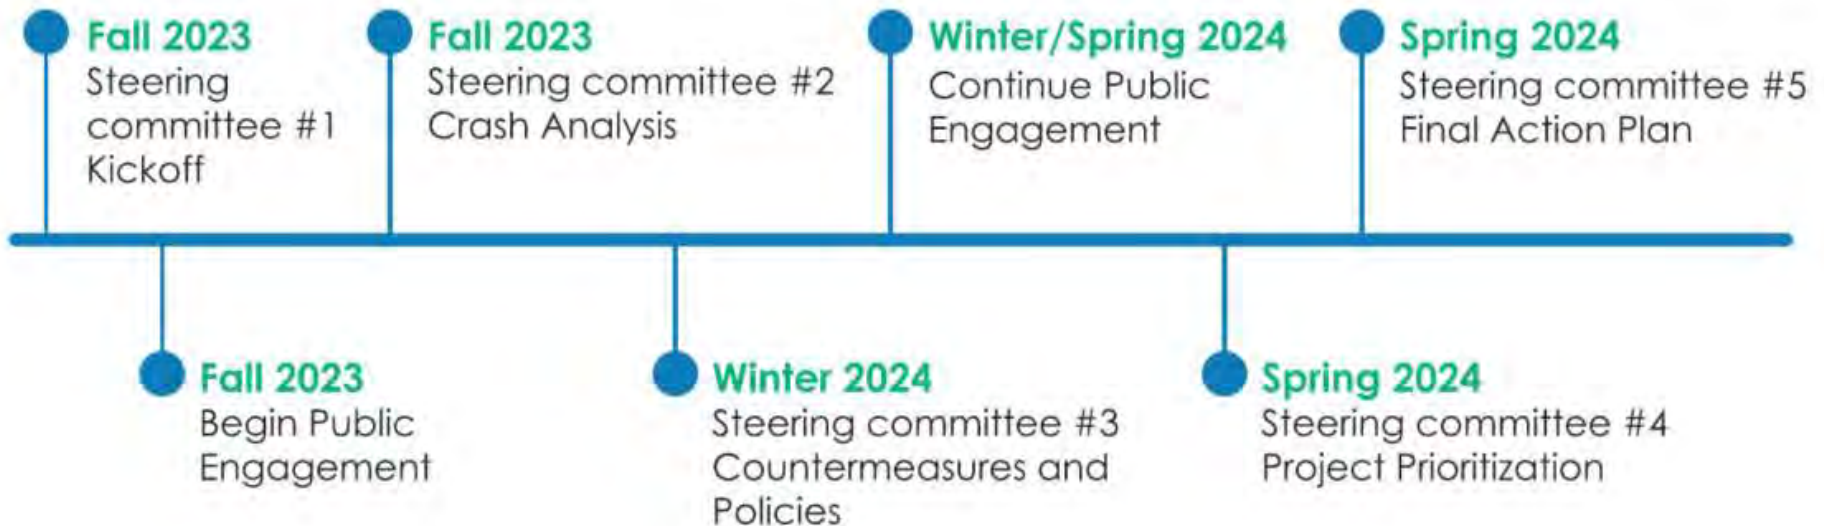 Fall 2023
Steering
committee #1
Kickoff
Fall 2023
Steering committee #2
Crash Analysis
Winter/Spring 2024
Continue Public
Engagement
Spring 2024
Steering committee #5
Final Action Plan
Fall 2023
Begin Public
Engagement
Winter 2024
Steering committee #3
Countermeasures and
Policies
Spring 2024
Steering committee #4
Project Prioritization